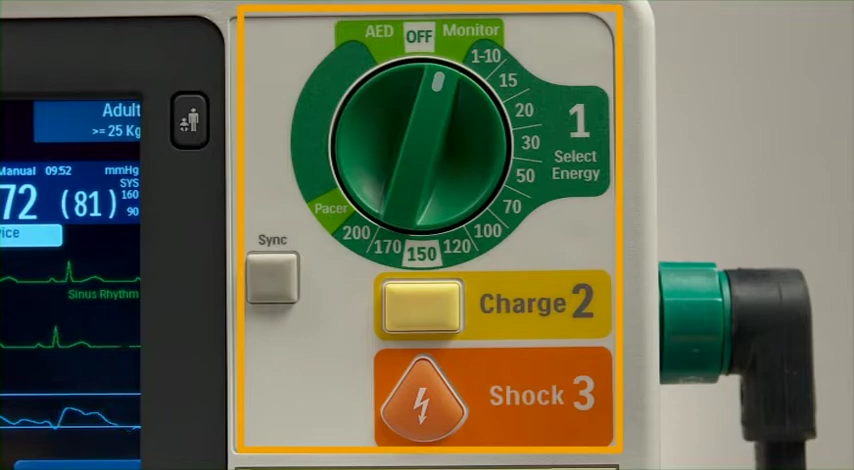 Adult
>= 25 Kg
Manual 09:52 mmHg
72 (81) SYS
160
90
vice
Sinus Rhythm
AED OFF Monitor
1-10
15
20
30
50
70
100
120
150
170
200
Pacer
1
Select
Energy
Sync
Charge 2
Shock 3